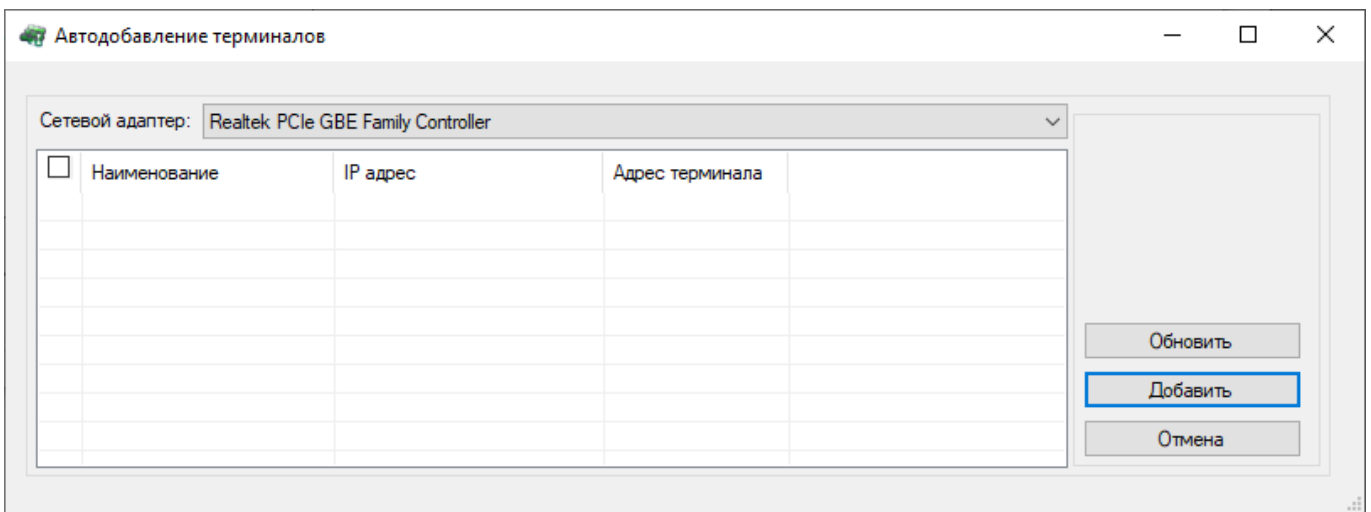 Автодобавление терминалов
Сетевой адаптер: Realtek PCIe GBE Family Controller
Наименование IP адрес Адрес терминала
Обновить
Добавить
Отмена